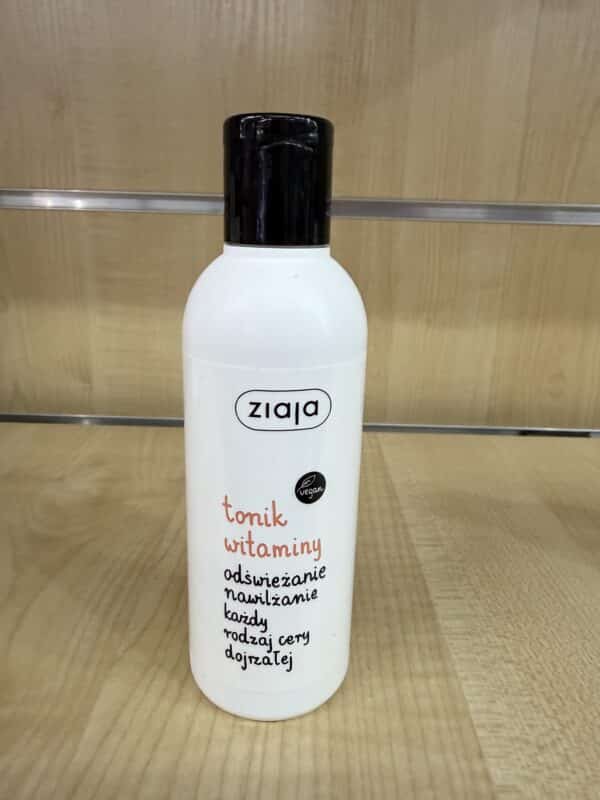 ziaja
vegan
tonik
witaminy
odświeżanie
nawilżanie
każdy
rodzaj cery
dojrzałej